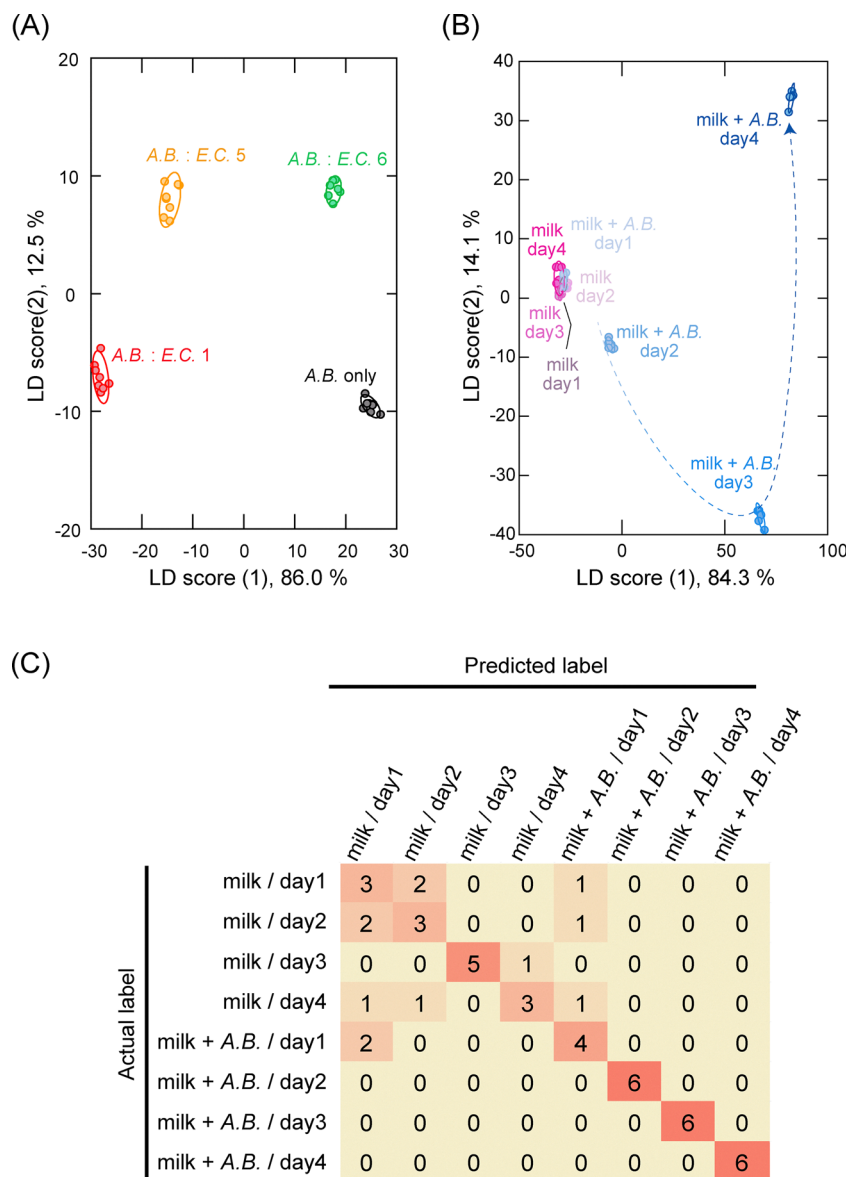 (A)
20
10
0
-10
-20
LD score(2), 12.5 %
A.B. : E.C. 5
A.B. : E.C. 6
A.B. : E.C. 1
A.B. only
-30
-20
-10
0
10
20
30
LD score (1), 86.0 %
(B)
40
30
20
10
0
-10
-20
-30
-40
LD score(2), 14.1 %
milk + A.B.
day4
milk
day4
milk + A.B.
day1
milk
day2
milk
day3
milk
day1
milk + A.B.
day2
milk + A.B.
day3
-50
0
50
100
LD score (1), 84.3 %
(C)
Predicted label
milk / day1
milk / day2
milk / day3
milk / day4
milk + A.B. / day1
milk + A.B. / day2
milk + A.B. / day3
milk + A.B. / day4
Actual label
milk / day1 3 2 0 0 1 0 0 0
milk / day2 2 3 0 0 1 0 0 0
milk / day3 0 0 5 1 0 0 0 0
milk / day4 1 1 0 3 1 0 0 0
milk + A.B. / day1 2 0 0 0 4 0 0 0
milk + A.B. / day2 0 0 0 0 0 6 0 0
milk + A.B. / day3 0 0 0 0 0 0 6 0
milk + A.B. / day4 0 0 0 0 0 0 0 6